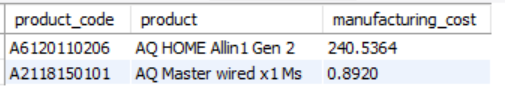 product_code product manufacturing_cost
A6120110206 AQ HOME Allin1 Gen 2 240.5364
A2118150101 AQ Master wired x1 Ms 0.8920